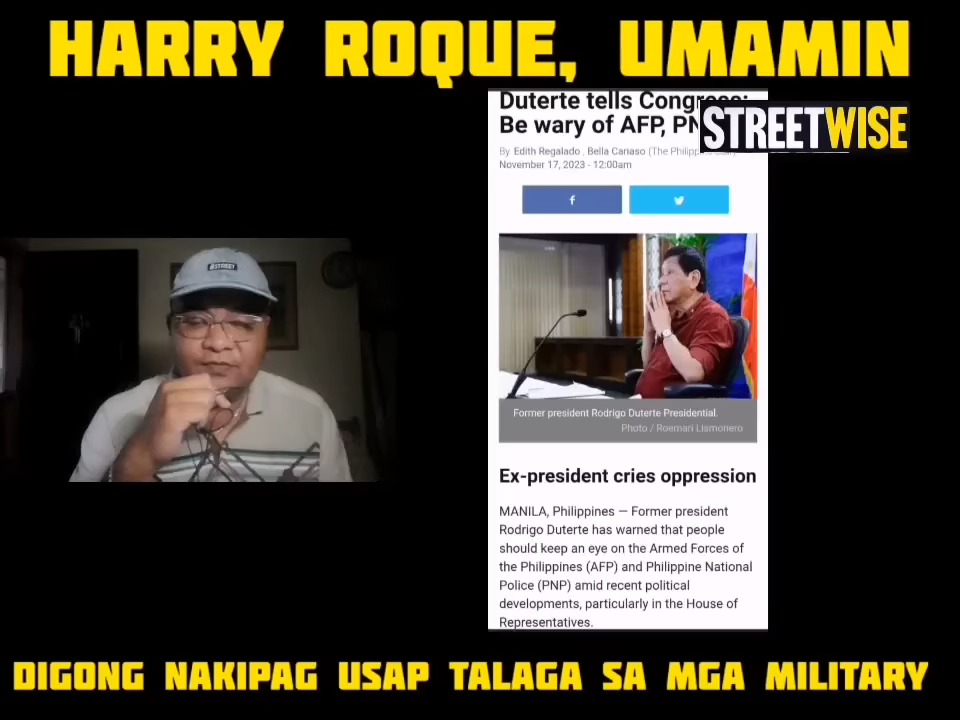 HARRY ROQUE, UMAMIN
Duterte tells Congress:
Be wary of AFP, PN
STREETWISE
By Edith Regalado , Bella Cariaso (The Philippine Star)
November 17, 2023 - 12:00am
f
#STREET
Former president Rodrigo Duterte Presidential.
Photo / Roemari Lismonero
Ex-president cries oppression
MANILA, Philippines — Former president
Rodrigo Duterte has warned that people
should keep an eye on the Armed Forces of
the Philippines (AFP) and Philippine National
Police (PNP) amid recent political
developments, particularly in the House of
Representatives.
DIGONG NAKIPAG USAP TALAGA SA MGA MILITARY